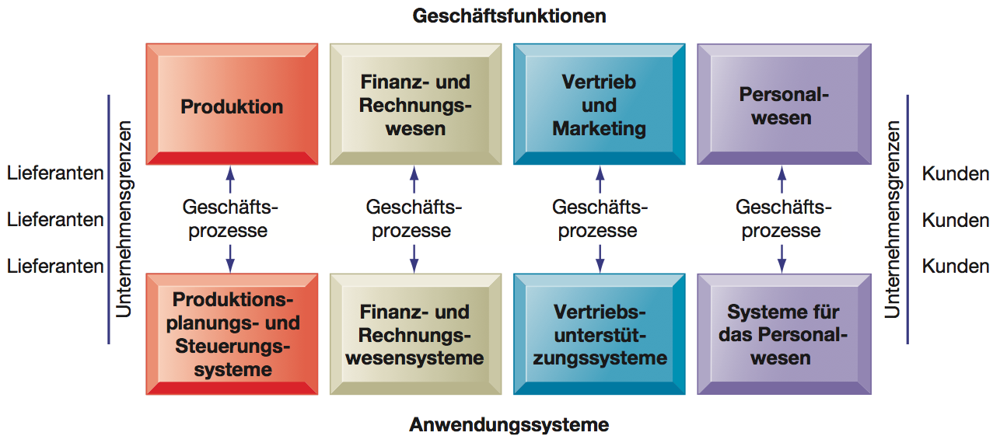 Geschäftsfunktionen
Produktion
Finanz- und
Rechnungs-
wesen
Vertrieb
und
Marketing
Personal-
wesen
Lieferanten
Lieferanten
Lieferanten
Unternehmensgrenzen
Geschäfts-
prozesse
Geschäfts-
prozesse
Geschäfts-
prozesse
Geschäfts-
prozesse
Unternehmensgrenzen
Kunden
Kunden
Kunden
Produktions-
planungs- und
Steuerungs-
systeme
Finanz- und
Rechnungs-
wesensysteme
Vertriebs-
unterstüt-
zungssysteme
Systeme für
das Personal-
wesen
Anwendungssysteme